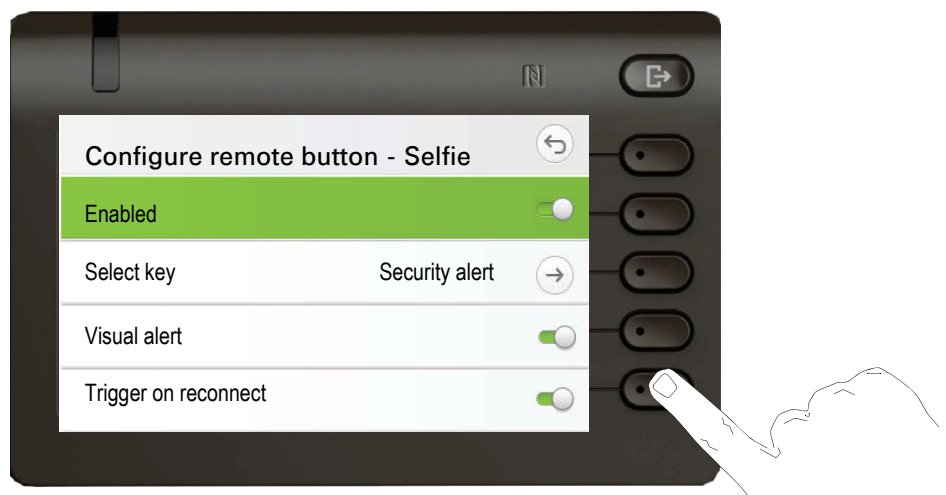 Configure remote button - Selfie
Enabled
Select key Security alert
Visual alert
Trigger on reconnect